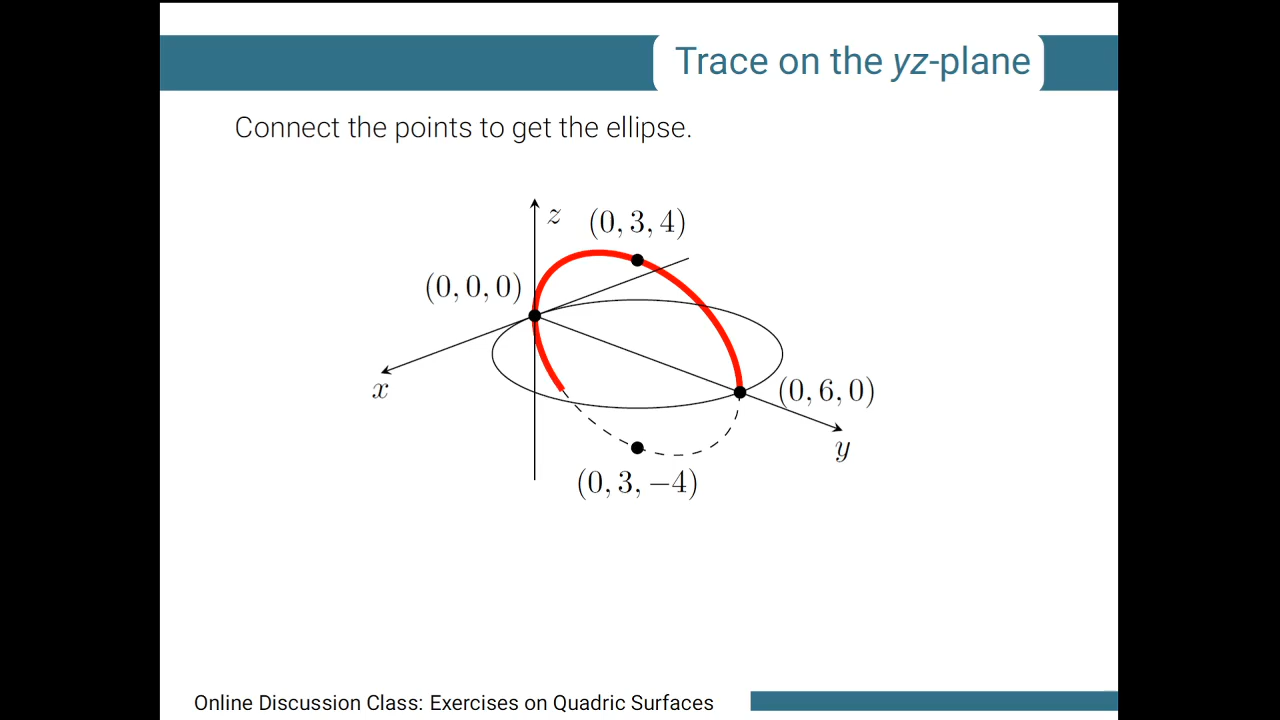 Trace on the yz-plane
Connect the points to get the ellipse.
z
(0, 3, 4)
(0, 0, 0)
x
(0, 6, 0)
y
(0, 3, −4)
Online Discussion Class: Exercises on Quadric Surfaces